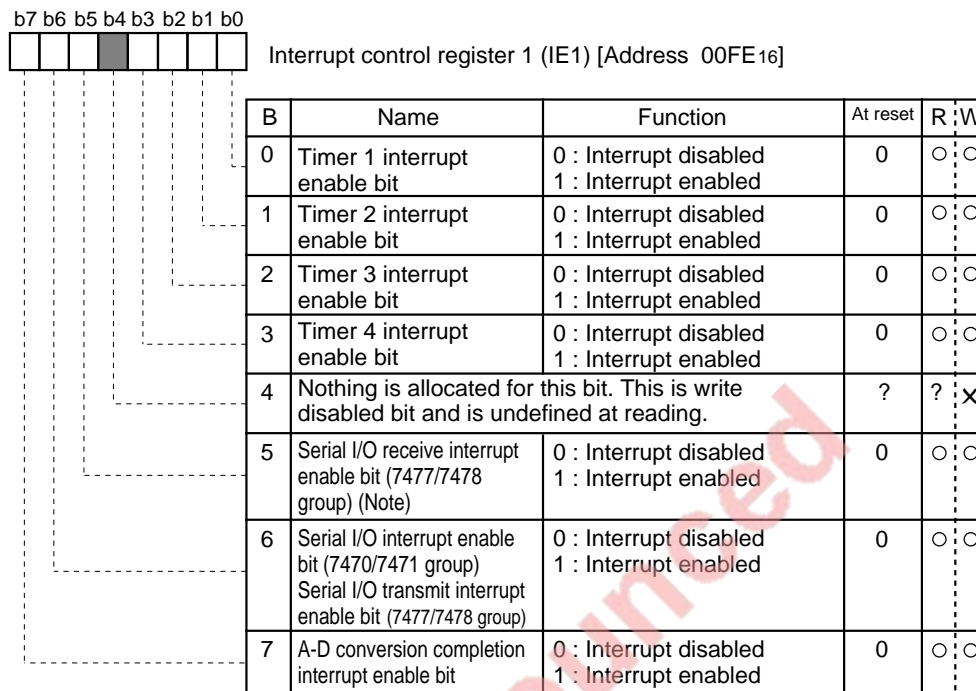 b7 b6 b5 b4 b3 b2 b1 b0
Interrupt control register 1 (IE1) [Address 00FE16]
B Name Function At reset R W
0 Timer 1 interrupt 0 : Interrupt disabled 0 ○ ○
enable bit 1 : Interrupt enabled
1 Timer 2 interrupt 0 : Interrupt disabled 0 ○ ○
enable bit 1 : Interrupt enabled
2 Timer 3 interrupt 0 : Interrupt disabled 0 ○ ○
enable bit 1 : Interrupt enabled
3 Timer 4 interrupt 0 : Interrupt disabled 0 ○ ○
enable bit 1 : Interrupt enabled
4 Nothing is allocated for this bit. This is write ? ? ×
disabled bit and is undefined at reading.
5 Serial I/O receive interrupt 0 : Interrupt disabled 0 ○ ○
enable bit (7477/7478 1 : Interrupt enabled
group) (Note)
6 Serial I/O interrupt enable 0 : Interrupt disabled 0 ○ ○
bit (7470/7471 group) 1 : Interrupt enabled
Serial I/O transmit interrupt
enable bit (7477/7478 group)
7 A-D conversion completion 0 : Interrupt disabled 0 ○ ○
interrupt enable bit 1 : Interrupt enabled